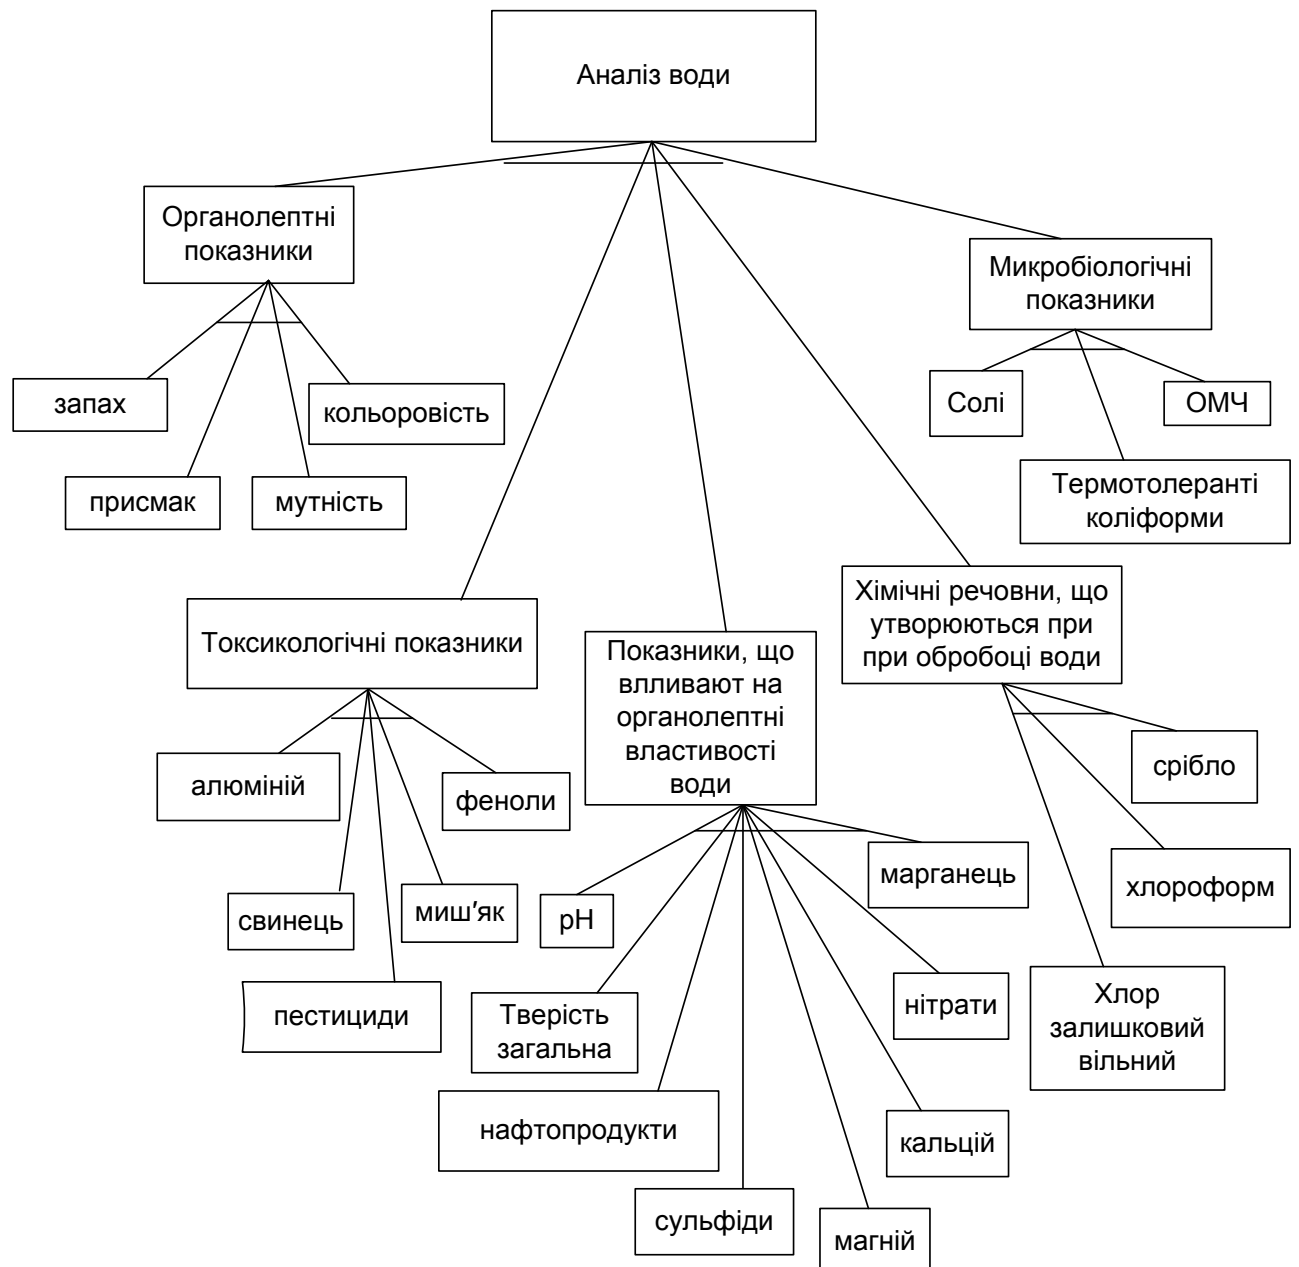 Аналіз води
Органолептні
показники
Микробіологічні
показники
запах
кольоровість
присмак
мутність
Солі
ОМЧ
Термотолеранті
коліформи
Токсикологічні показники
Показники, що
влливают на
органолептні
властивості
води
Хімічні речовни, що
утворюються при
при обробоці води
алюміній
феноли
свинець
миш'як
пестициди
pH
Тверість
загальна
нафтопродукти
сульфіди
магній
кальцій
нітрати
марганець
срібло
хлороформ
Хлор
залишковий
вільний